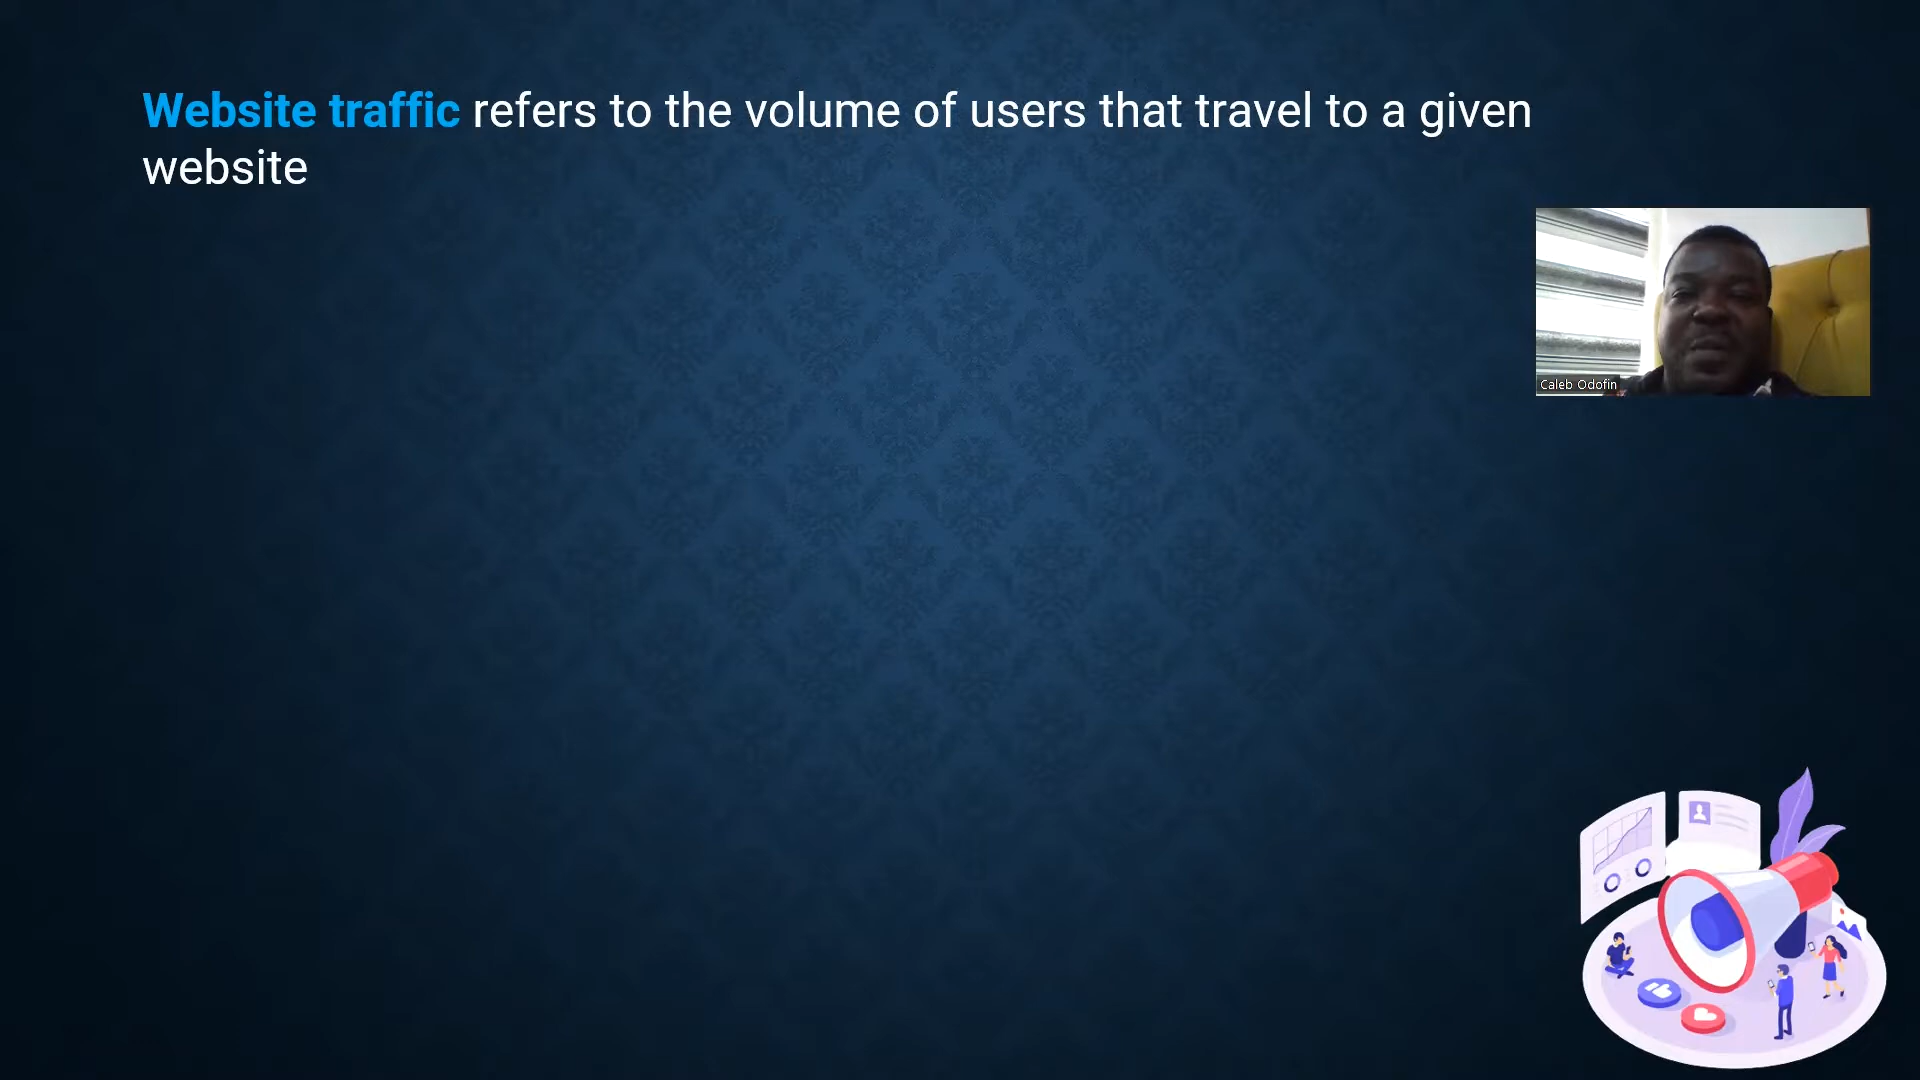 Website traffic refers to the volume of users that travel to a given
website
Caleb Odofin